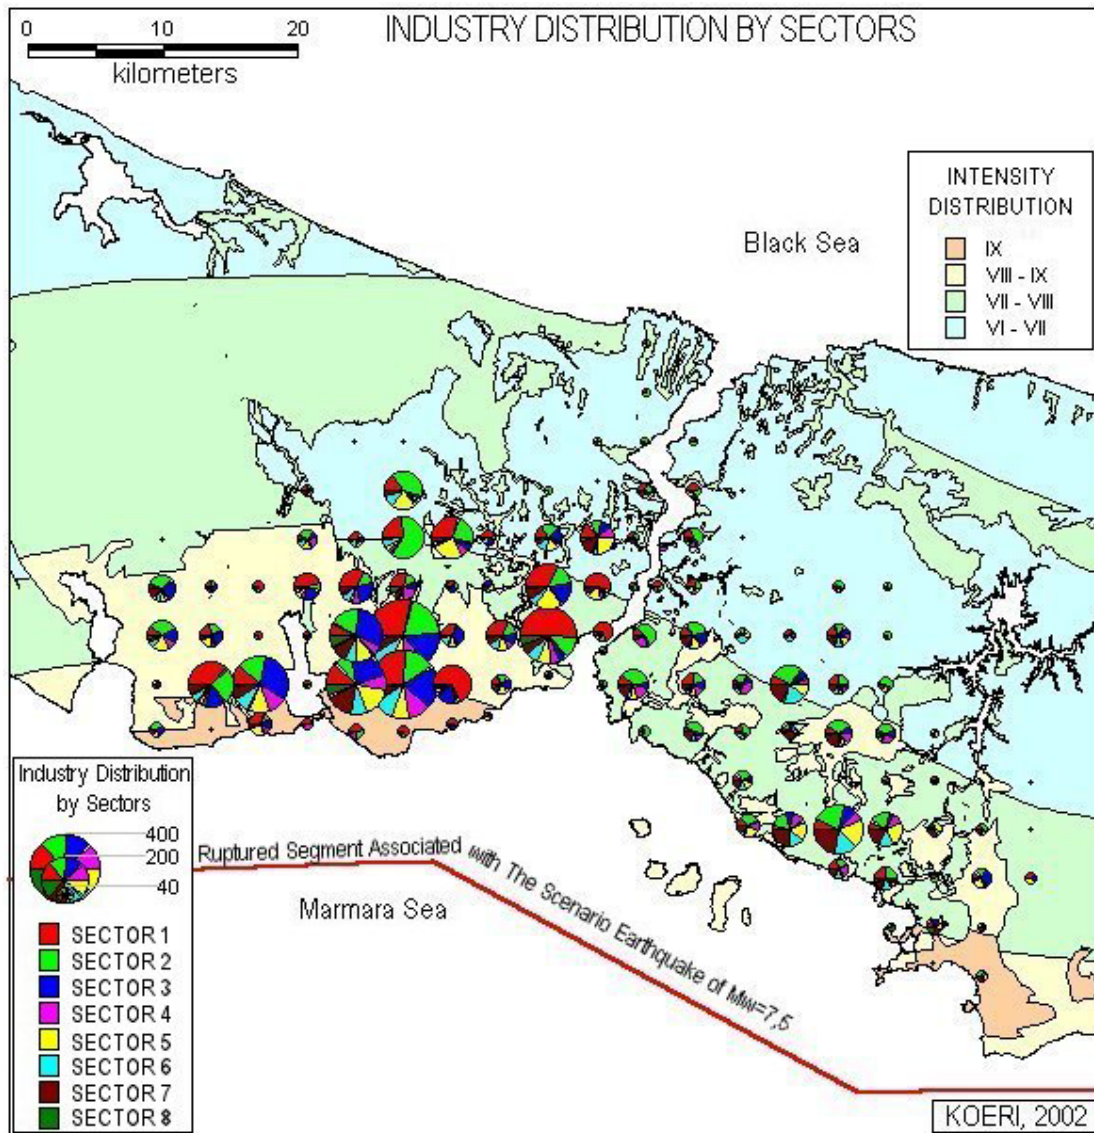 INDUSTRY DISTRIBUTION BY SECTORS
0 10 20
kilometers
INTENSITY
DISTRIBUTION
IX
VIII - IX
VII - VIII
VI - VII
Black Sea
Industry Distribution
by Sectors
400
200
40
SECTOR 1
SECTOR 2
SECTOR 3
SECTOR 4
SECTOR 5
SECTOR 6
SECTOR 7
SECTOR 8
Ruptured Segment Associated with The Scenario Earthquake of Mw=7,5
Marmara Sea
KOERI, 2002